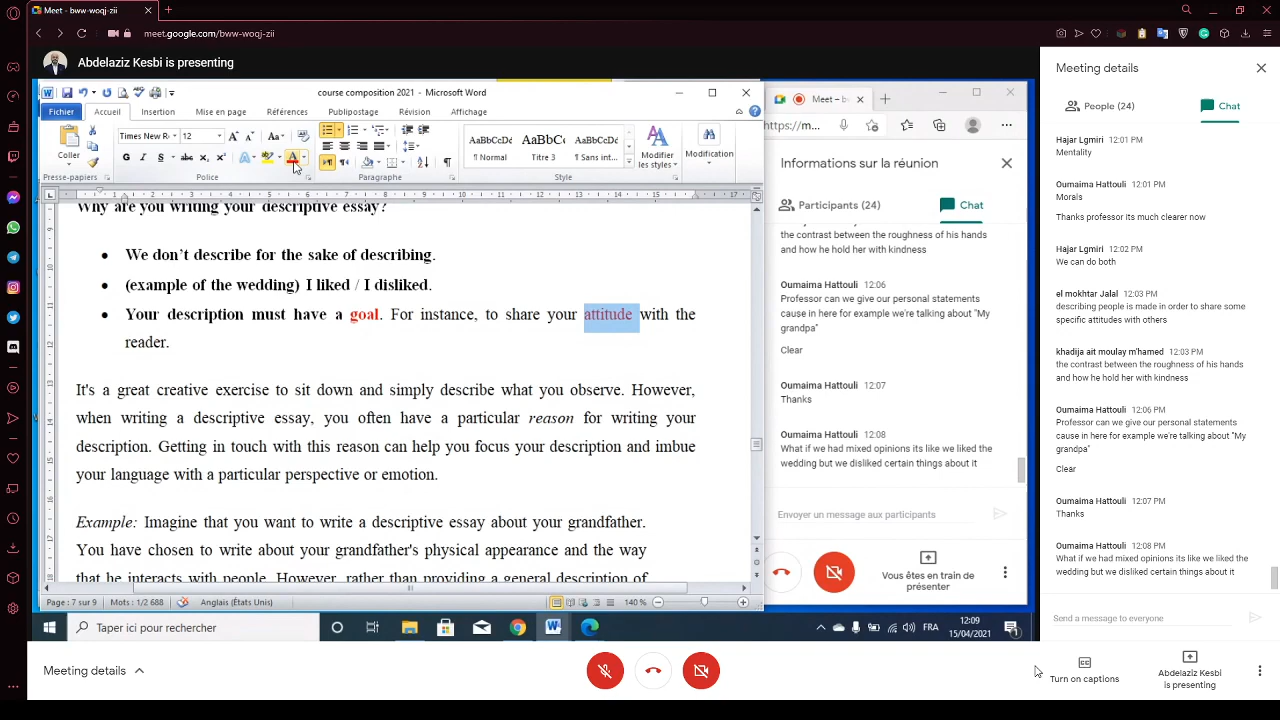 Meet - bww-woqj-zii
meet.google.com/bww-woqj-zii
Abdelaziz Kesbi is presenting
course composition 2021 - Microsoft Word
Fichier Accueil Insertion Mise en page Références Publipostage Révision Affichage
Coller
Times New R
12
AaBbCcDd
¶ Normal
AaBbC
Titre 3
AaBbCcDd
¶ Sans int...
Modifier
les styles
Modification
Presse-papiers
Police
Paragraphe
Style
Why are you writing your descriptive essay?
• We don't describe for the sake of describing.
• (example of the wedding) I liked / I disliked.
• Your description must have a goal. For instance, to share your attitude with the
reader.
It's a great creative exercise to sit down and simply describe what you observe. However,
when writing a descriptive essay, you often have a particular reason for writing your
description. Getting in touch with this reason can help you focus your description and imbue
your language with a particular perspective or emotion.
Example: Imagine that you want to write a descriptive essay about your grandfather.
You have chosen to write about your grandfather's physical appearance and the way
that he interacts with people. However, rather than providing a general description of
Page : 7 sur 9
Mots : 1/2 688
Anglais (États Unis)
140 %
Meet – b
https://m...
Informations sur la réunion
Participants (24)
Chat
the contrast between the roughness of his hands
and how he hold her with kindness
Oumaima Hattouli 12:06
Professor can we give our personal statements
cause in here for example we're talking about "My
grandpa"
Clear
Oumaima Hattouli 12:07
Thanks
Oumaima Hattouli 12:08
What if we had mixed opinions its like we liked the
wedding but we disliked certain things about it
Envoyer un message aux participants
Vous êtes en train de
présenter
Taper ici pour rechercher
FRA
12:09
15/04/2021
Meeting details
Turn on captions
Abdelaziz Kesbi
is presenting
Meeting details
People (24)
Chat
Hajar Lgmiri 12:01 PM
Mentality
Oumaima Hattouli 12:01 PM
Morals
Thanks professor Its much clearer now
Hajar Lgmiri 12:02 PM
We can do both
el mokhtar Jalal 12:03 PM
describing people is made in order to share some
specific attitudes with others
khadija ait moulay m'hamed 12:03 PM
the contrast between the roughness of his hands
and how he hold her with kindness
Oumaima Hattouli 12:06 PM
Professor can we give our personal statements
cause in here for example we're talking about "My
grandpa"
Clear
Oumaima Hattouli 12:07 PM
Thanks
Oumaima Hattouli 12:08 PM
What if we had mixed opinions its like we liked the
wedding but we disliked certain things about it
Send a message to everyone